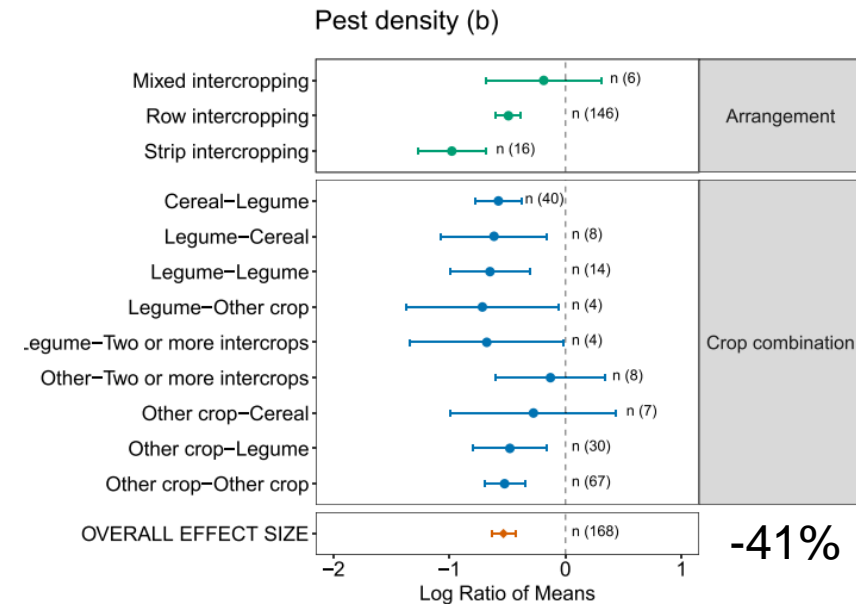 Pest density (b)
Mixed intercropping n (6)
Row intercropping n (146)
Strip intercropping n (16)
Arrangement
Cereal−Legume n (40)
Legume−Cereal n (8)
Legume−Legume n (14)
Legume−Other crop n (4)
.egume−Two or more intercrops n (4)
Other−Two or more intercrops n (8)
Other crop−Cereal n (7)
Other crop−Legume n (30)
Other crop−Other crop n (67)
Crop combination
OVERALL EFFECT SIZE n (168)
-41%
−2 −1 0 1
Log Ratio of Means